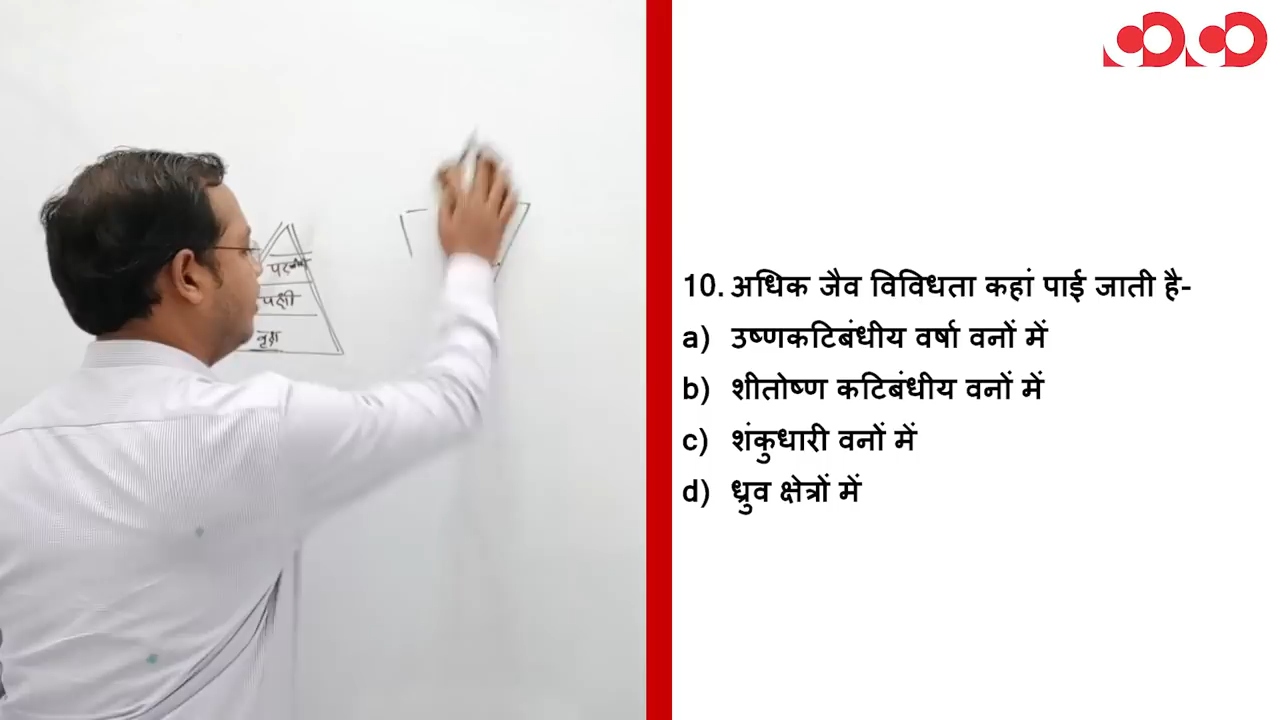 पक्षी
वृक्ष
10. अधिक जैव विविधता कहां पाई जाती है-
a) उष्णकटिबंधीय वर्षा वनों में
b) शीतोष्ण कटिबंधीय वनों में
c) शंकुधारी वनों में
d) ध्रुव क्षेत्रों में